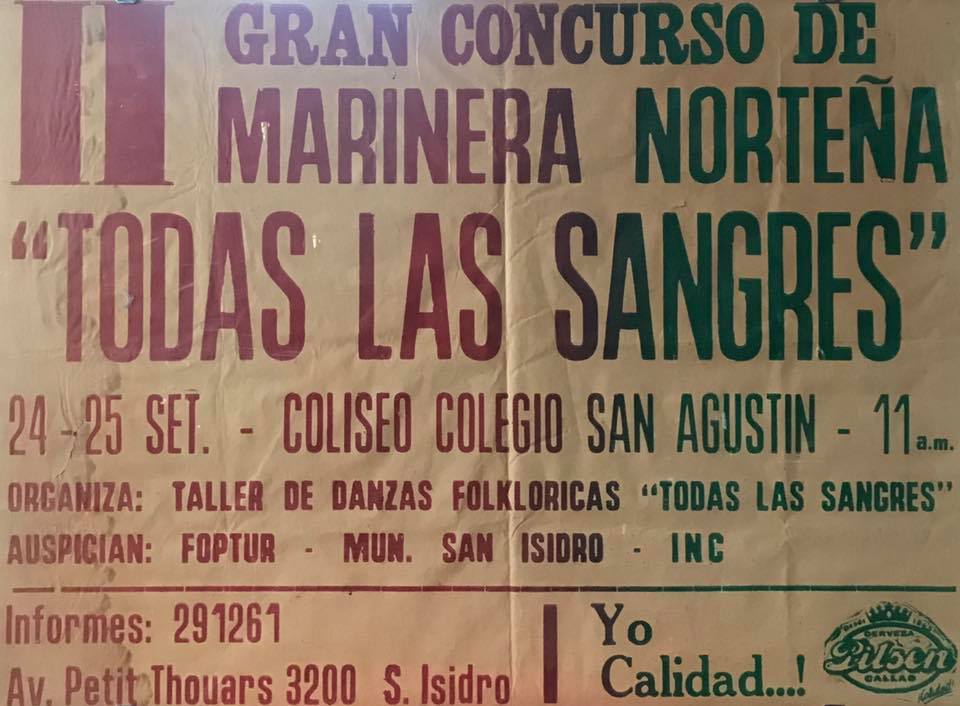 II GRAN CONCURSO DE
MARINERA NORTEÑA
“TODAS LAS SANGRES”
24 - 25 SET. - COLISEO COLEGIO SAN AGUSTIN - 11 a.m.
ORGANIZA: TALLER DE DANZAS FOLKLORICAS “TODAS LAS SANGRES”
AUSPICIAN: FOPTUR - MUN. SAN ISIDRO - INC
Informes: 291261
Av. Petit Thouars 3200 S. Isidro
Yo
Calidad....!
DESDE
CERVEZA
Pilsen
CALLAO
Calidad!